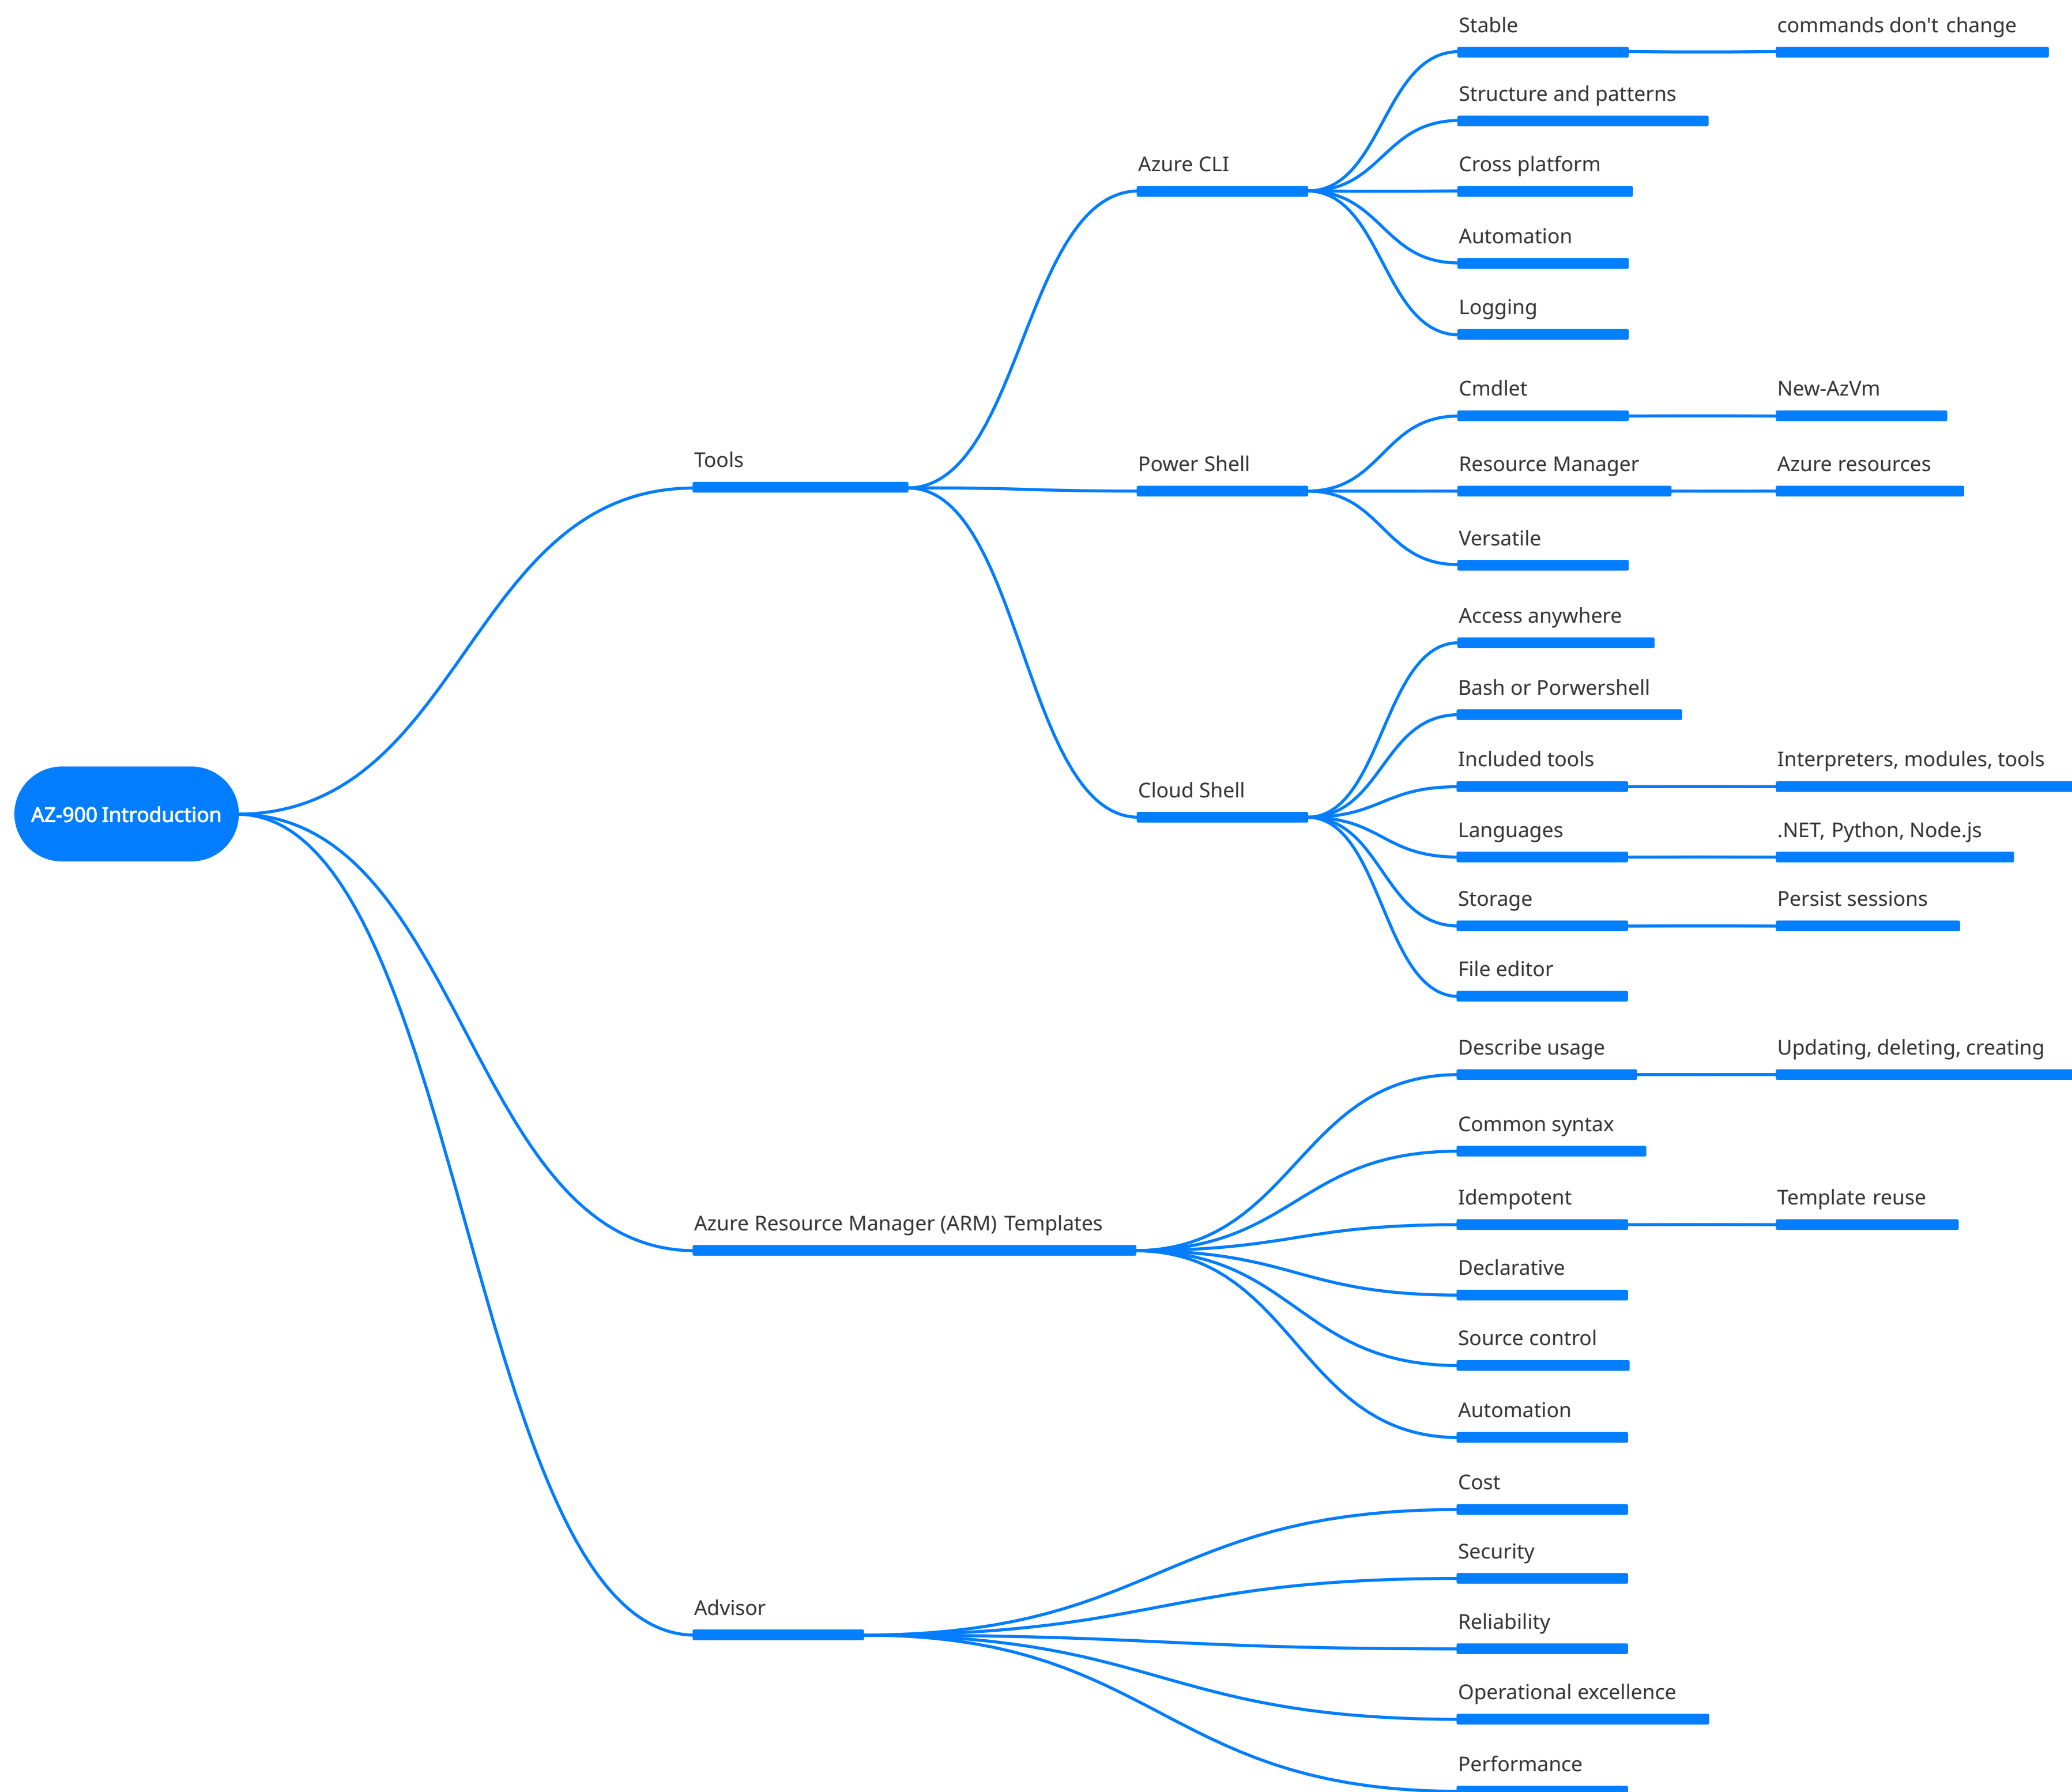 AZ-900 Introduction
Tools
Azure CLI
Stable
commands don't change
Structure and patterns
Cross platform
Automation
Logging
Power Shell
Cmdlet
New-AzVm
Resource Manager
Azure resources
Versatile
Cloud Shell
Access anywhere
Bash or Porwershell
Included tools
Interpreters, modules, tools
Languages
.NET, Python, Node.js
Storage
Persist sessions
File editor
Azure Resource Manager (ARM) Templates
Describe usage
Updating, deleting, creating
Common syntax
Idempotent
Template reuse
Declarative
Source control
Automation
Advisor
Cost
Security
Reliability
Operational excellence
Performance